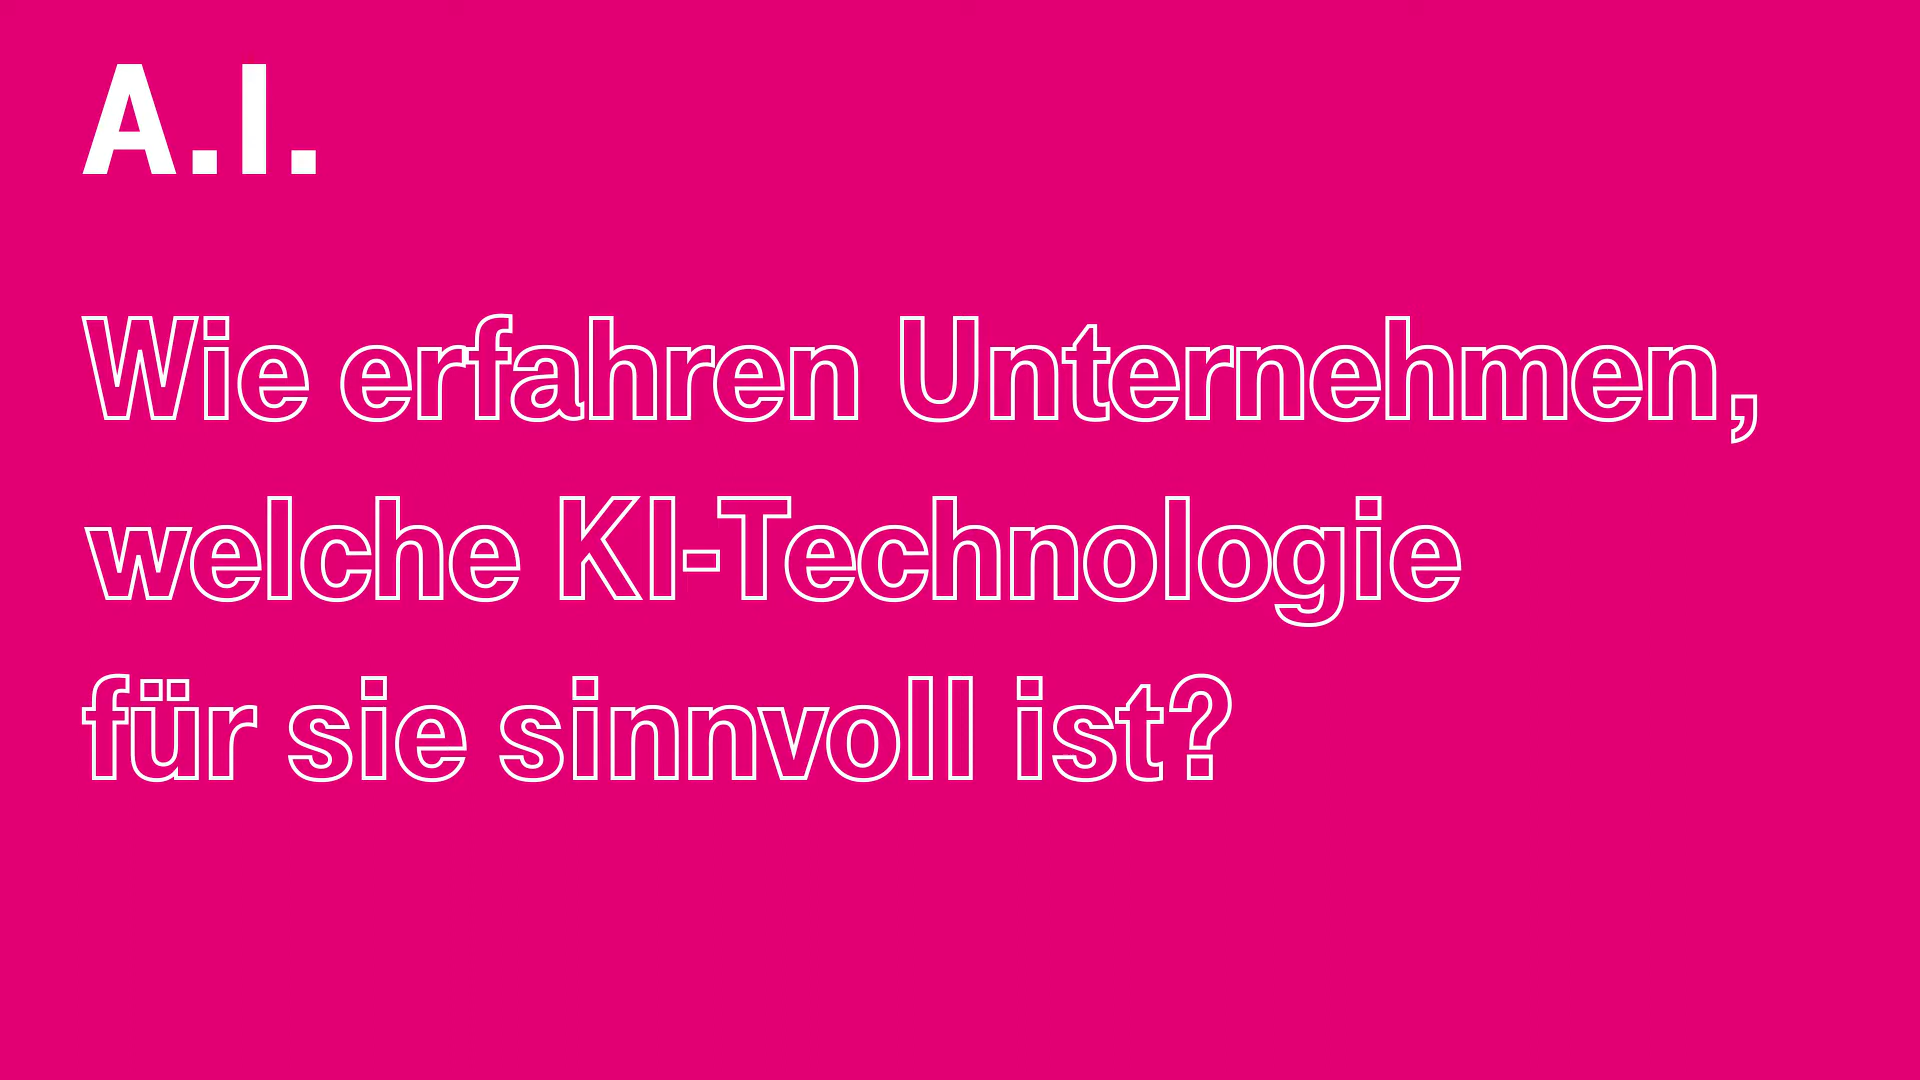 A.I.
Wie erfahren Unternehmen,
welche KI-Technologie
für sie sinnvoll ist?